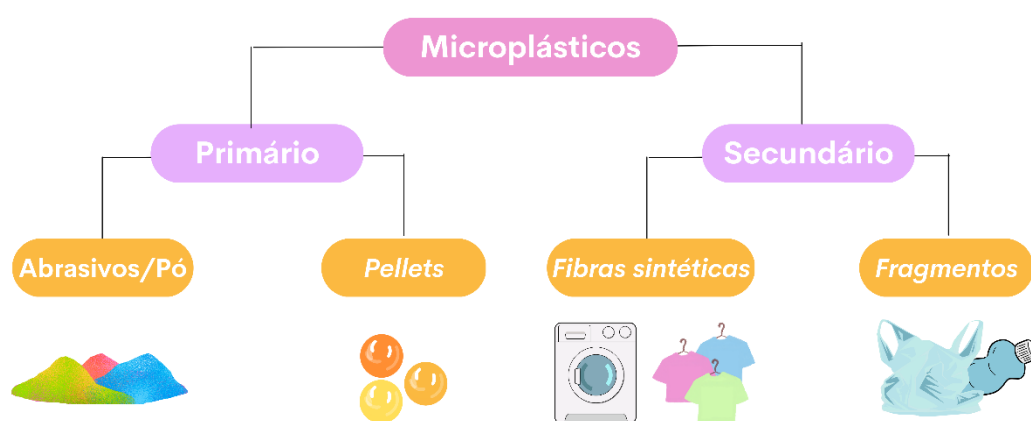 Microplásticos
Primário
Secundário
Abrasivos/Pó
Pellets
Fibras sintéticas
Fragmentos